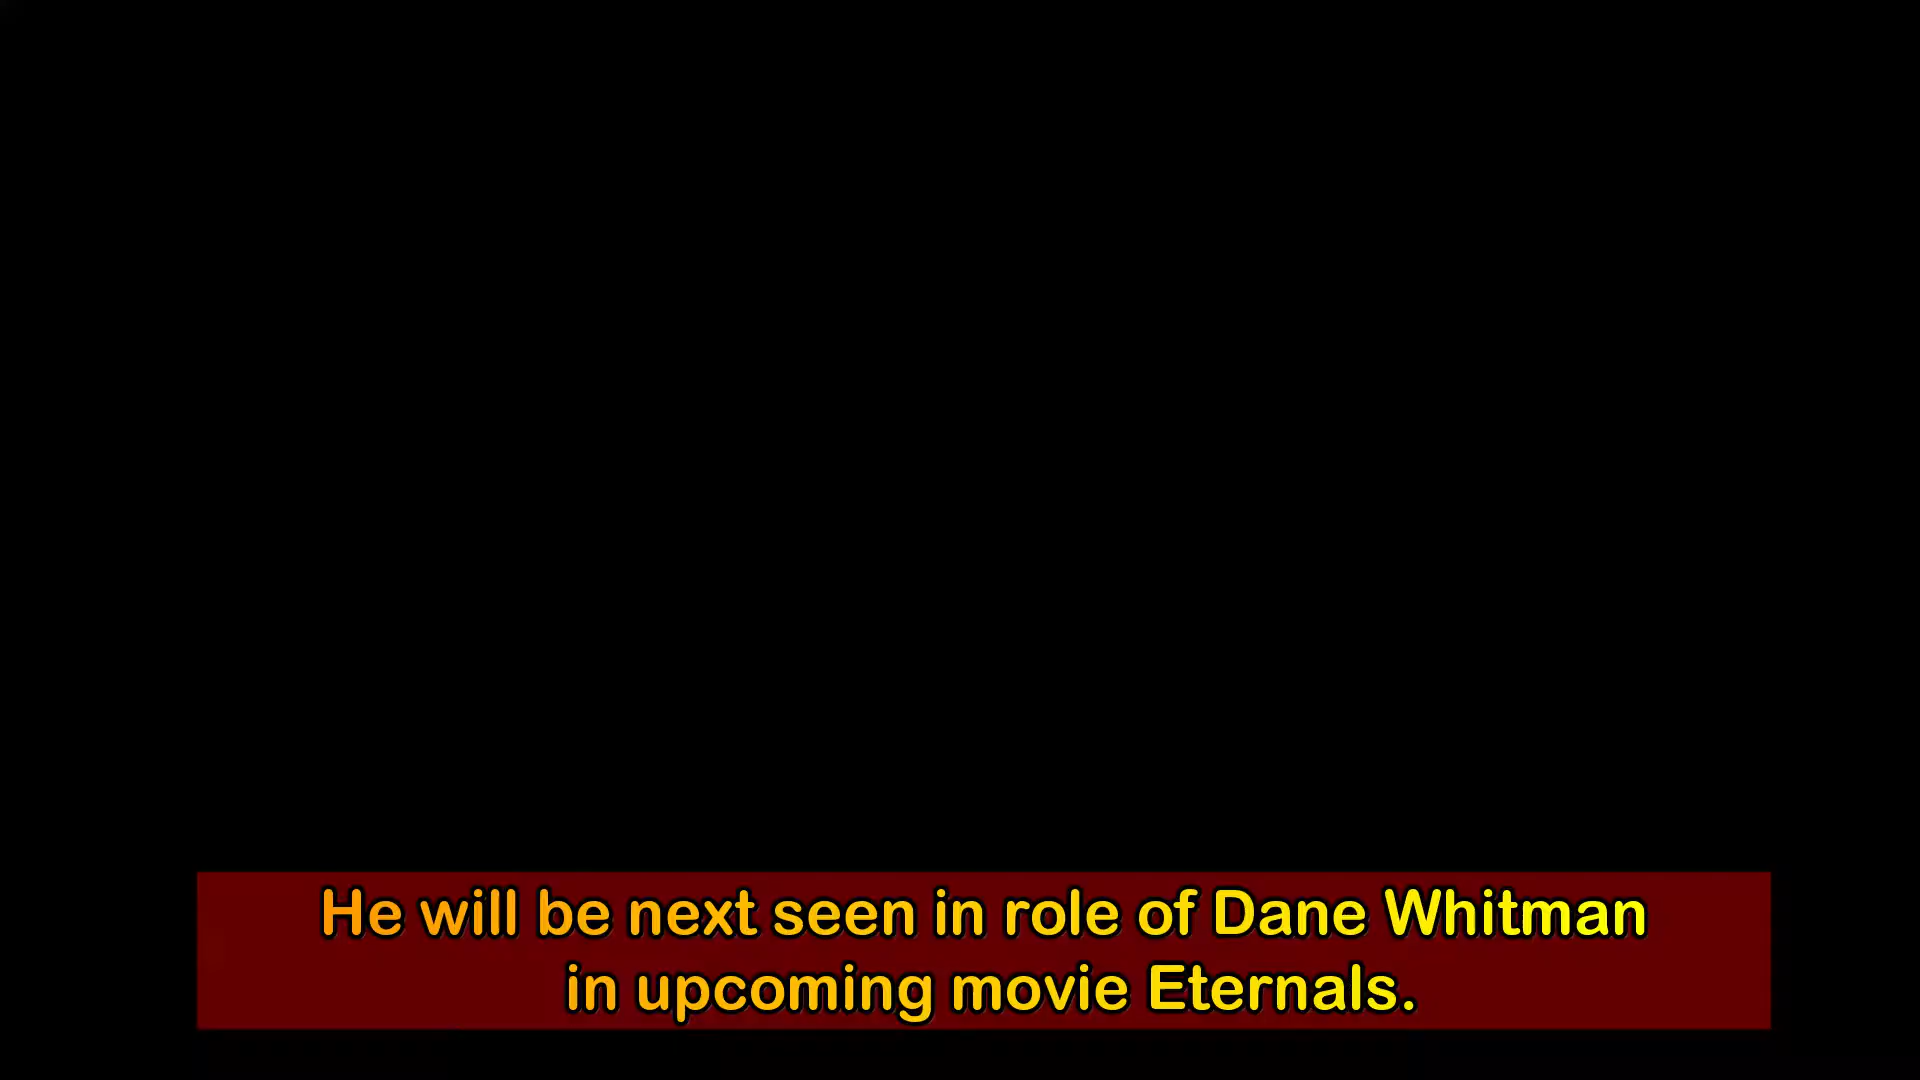 He will be next seen in role of Dane Whitman
in upcoming movie Eternals.